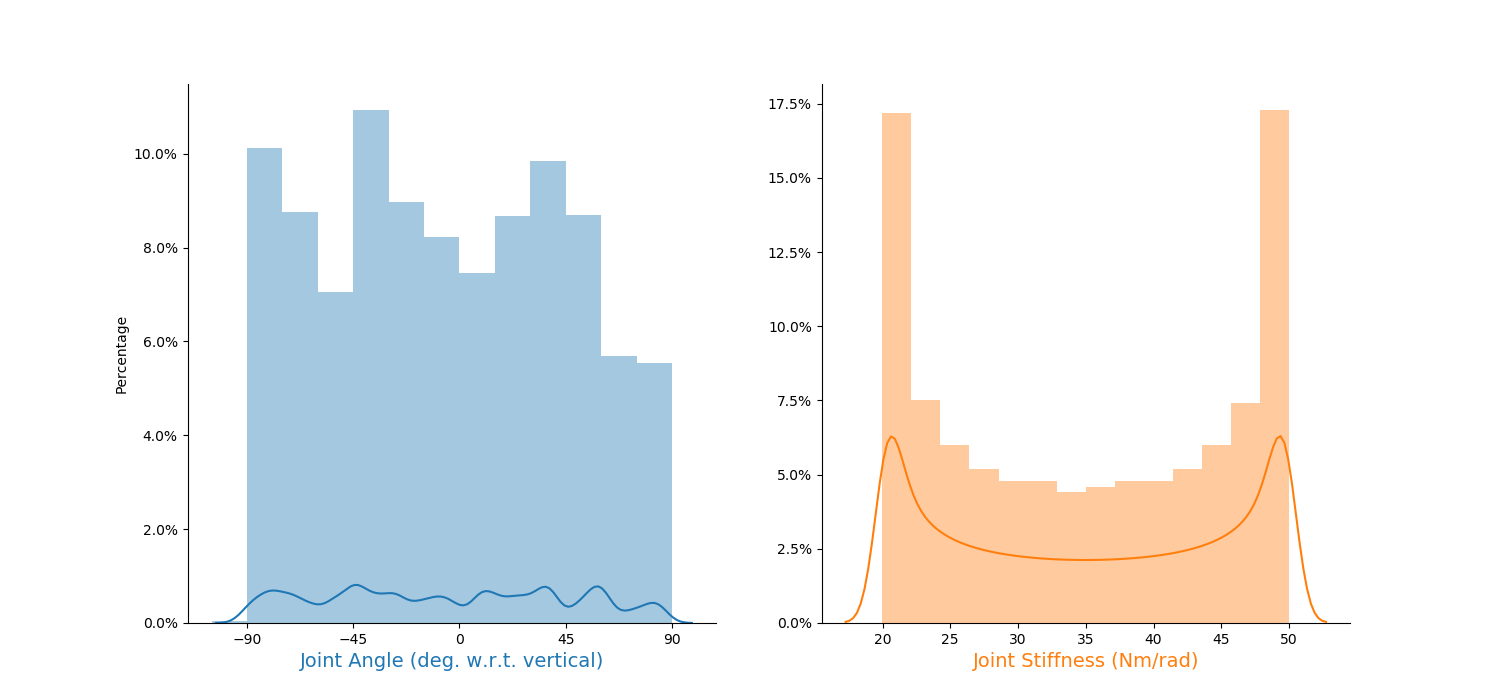 Percentage
10.0%
8.0%
6.0%
4.0%
2.0%
0.0%
−90 −45 0 45 90
Joint Angle (deg. w.r.t. vertical)
17.5%
15.0%
12.5%
10.0%
7.5%
5.0%
2.5%
0.0%
20 25 30 35 40 45 50
Joint Stiffness (Nm/rad)